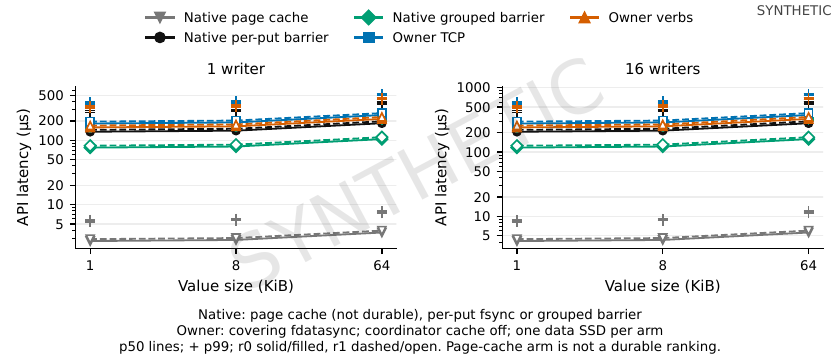 SYNTHETIC
Native page cache
Native per-put barrier
Native grouped barrier
Owner TCP
Owner verbs
1 writer
API latency (µs)
500
200
100
50
20
10
5
1
8
64
Value size (KiB)
16 writers
API latency (µs)
1000
500
200
100
50
20
10
5
1
8
64
Value size (KiB)
SYNTHETIC
Native: page cache (not durable), per-put fsync or grouped barrier
Owner: covering fdatasync; coordinator cache off; one data SSD per arm
p50 lines; + p99; r0 solid/filled, r1 dashed/open. Page-cache arm is not a durable ranking.